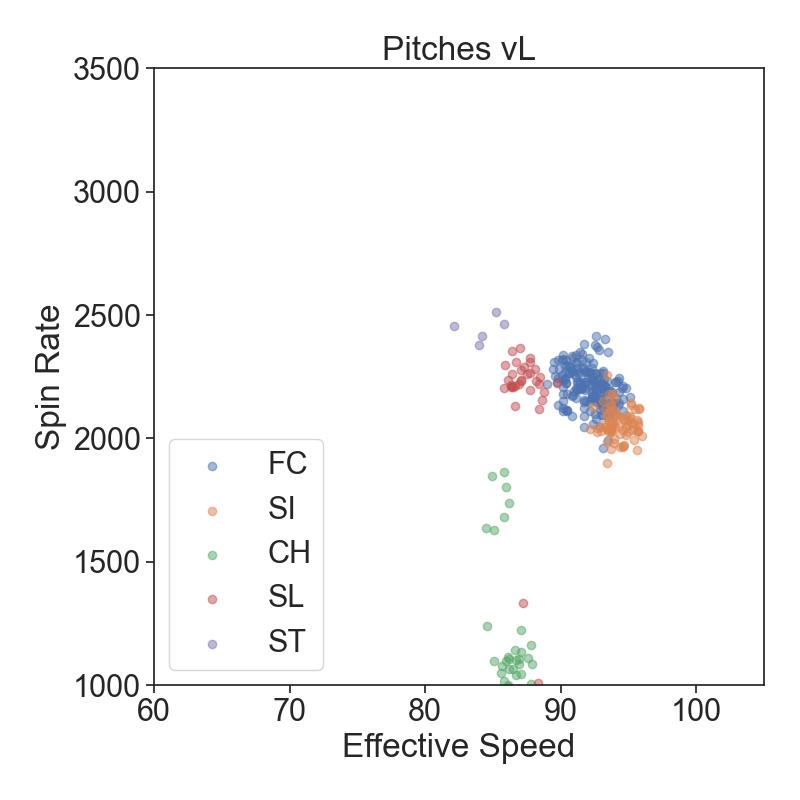 Pitches vL
3500
3000
2500
2000
1500
1000
Spin Rate
FC
SI
CH
SL
ST
60 70 80 90 100
Effective Speed